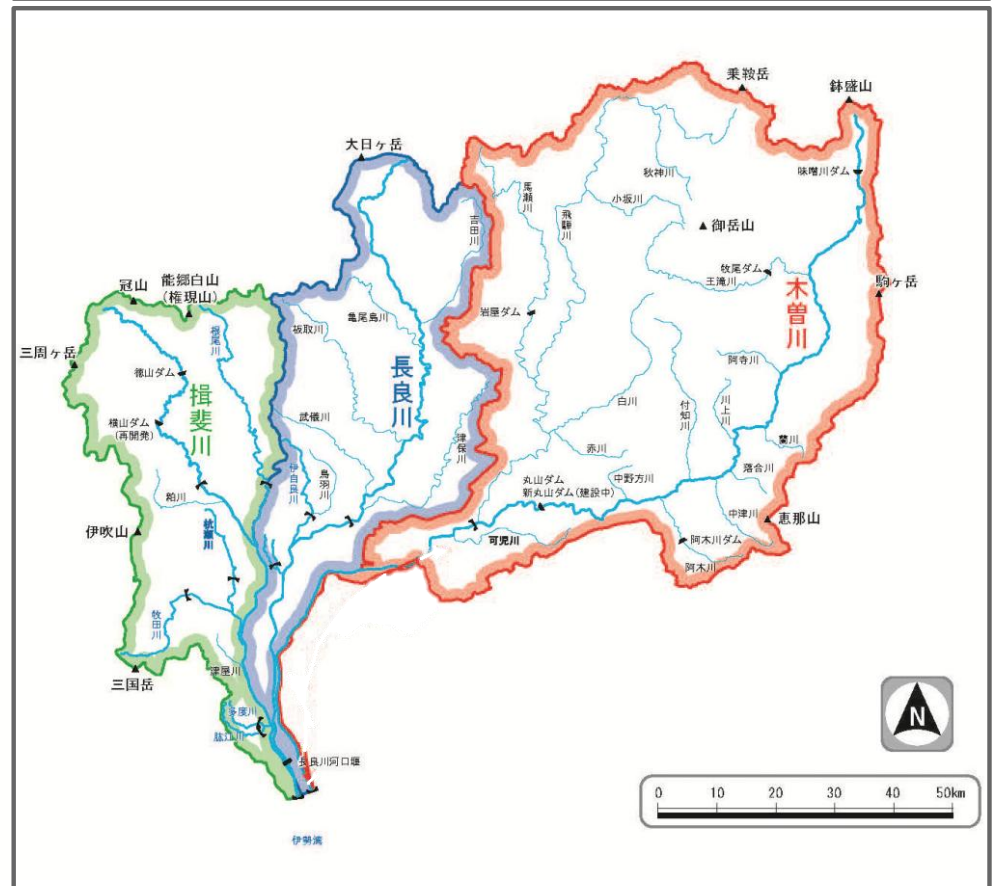 乗鞍岳
鉢盛山
大日ヶ岳
味噌川ダム
秋神川
馬瀬川
小坂川
飛騨川
御岳山
吉田川
牧尾ダム
王滝川
駒ヶ岳
木曽川
能郷白山
(権現山)
冠山
根尾川
三周ヶ岳
徳山ダム
板取川
亀尾島川
長良川
岩屋ダム
阿寺川
揖斐川
横山ダム
(再開発)
武儀川
津保川
白川
付知川
川上川
蘭川
赤川
落合川
伊自良川
鳥羽川
丸山ダム
新丸山ダム(建設中)
中野方川
粕川
中津川
恵那山
伊吹山
杭瀬川
可児川
阿木川ダム
阿木川
牧田川
三国岳
津屋川
多度川
肱江川
長良川河口堰
伊勢湾
N
0 10 20 30 40 50km